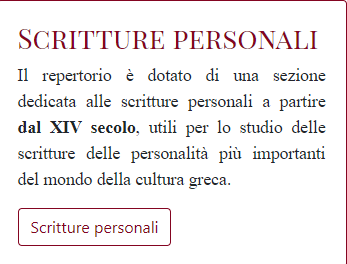 Scritture personali
Il repertorio è dotato di una sezione
dedicata alle scritture personali a partire
dal XIV secolo, utili per lo studio delle
scritture delle personalità più importanti
del mondo della cultura greca.
Scritture personali